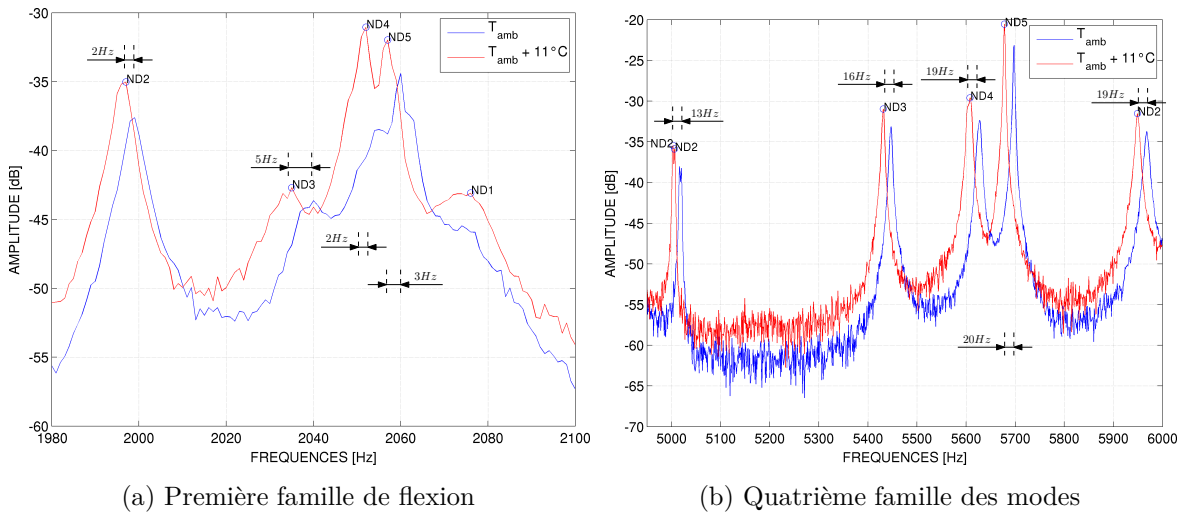 -30
-35
-40
-45
-50
-55
-60
1980
2000
2020
2040
2060
2080
2100
AMPLITUDE [dB]
FREQUENCES [Hz]
T_amb
T_amb + 11°C
2Hz
ND2
5Hz
ND3
ND4
ND5
ND1
2Hz
3Hz
(a) Première famille de flexion
-20
-25
-30
-35
-40
-45
-50
-55
-60
-65
-70
5000
5100
5200
5300
5400
5500
5600
5700
5800
5900
6000
AMPLITUDE [dB]
FREQUENCES [Hz]
T_amb
T_amb + 11°C
13Hz
ND2
ND2
16Hz
ND3
19Hz
ND4
ND5
19Hz
ND2
20Hz
(b) Quatrième famille des modes